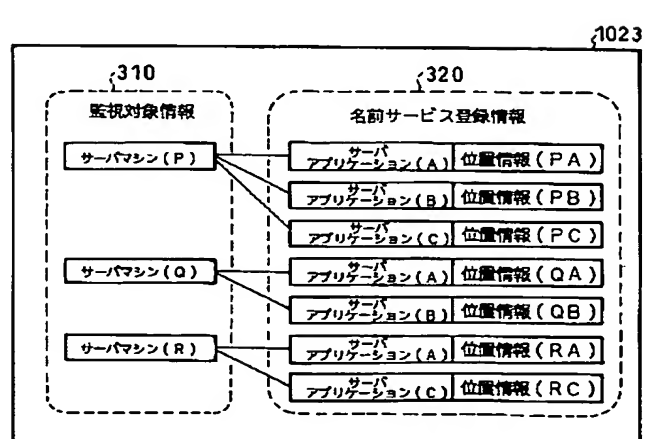 1023
310
320
監視対象情報
名前サービス登録情報
サーバマシン(P)
サーバ
アプリケーション(A)
位置情報(PA)
サーバ
アプリケーション(B)
位置情報(PB)
サーバ
アプリケーション(C)
位置情報(PC)
サーバマシン(Q)
サーバ
アプリケーション(A)
位置情報(QA)
サーバ
アプリケーション(B)
位置情報(QB)
サーバマシン(R)
サーバ
アプリケーション(A)
位置情報(RA)
サーバ
アプリケーション(C)
位置情報(RC)